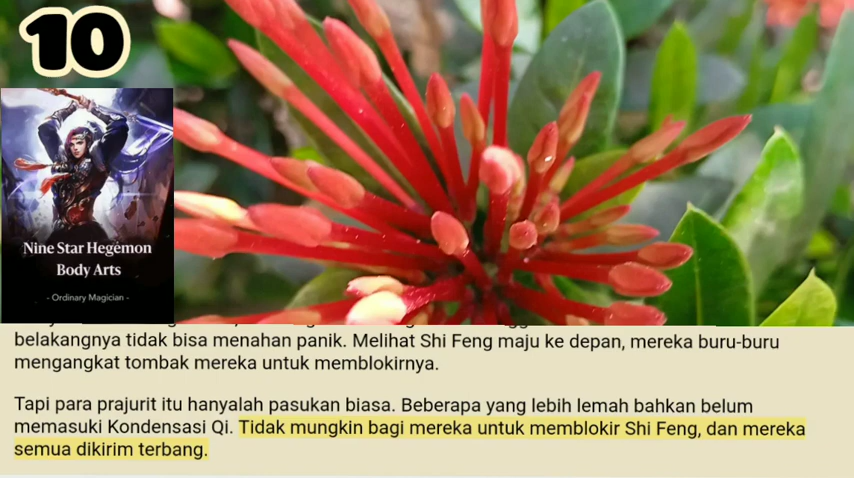 10
Nine Star Hegemon
Body Arts
- Ordinary Magician -
belakangnya tidak bisa menahan panik. Melihat Shi Feng maju ke depan, mereka buru-buru
mengangkat tombak mereka untuk memblokirnya.
Tapi para prajurit itu hanyalah pasukan biasa. Beberapa yang lebih lemah bahkan belum
memasuki Kondensasi Qi. Tidak mungkin bagi mereka untuk memblokir Shi Feng, dan mereka
semua dikirim terbang.